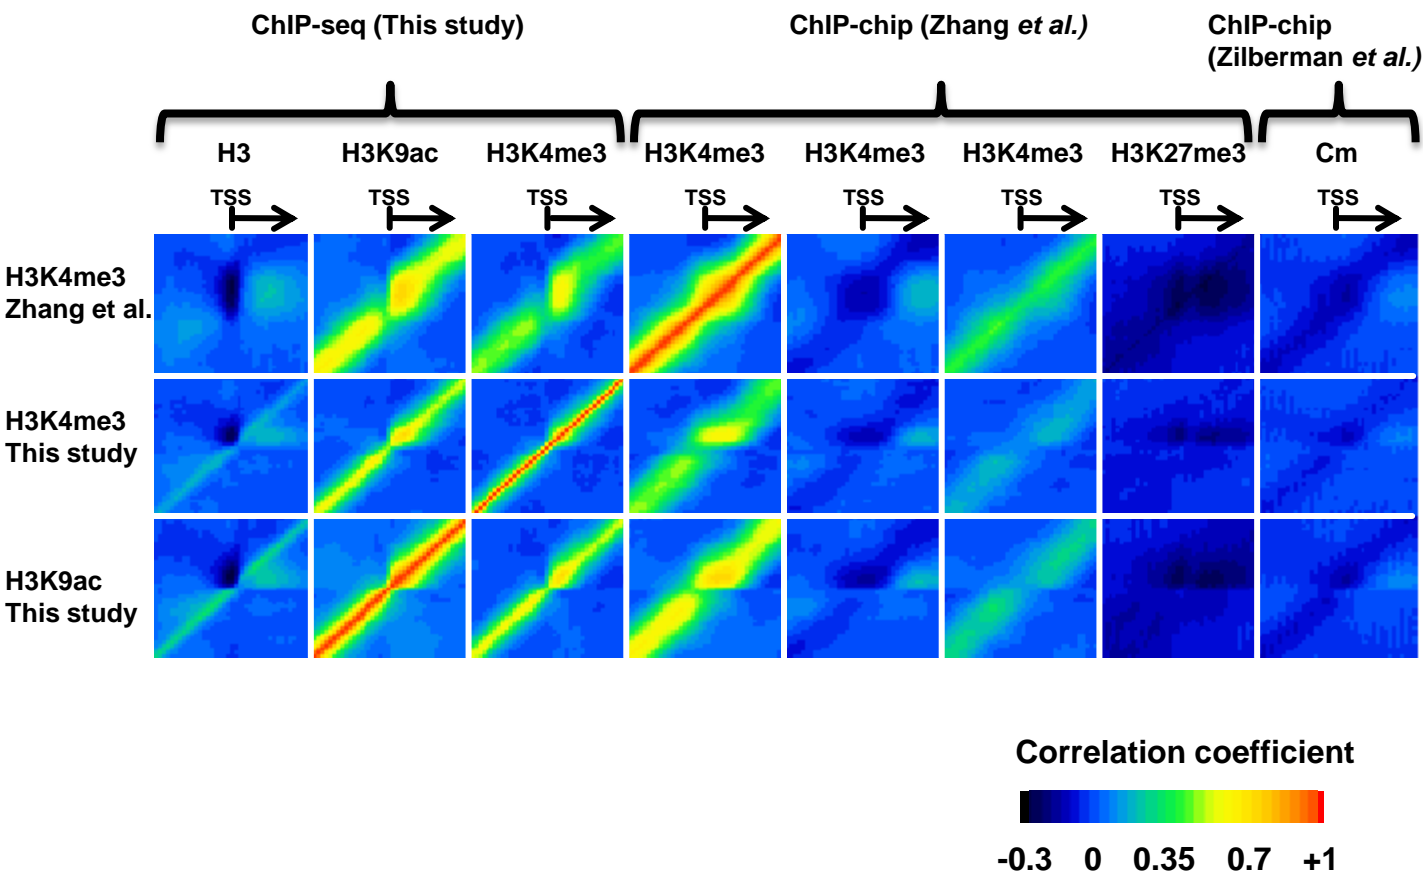 ChIP-seq (This study)
ChIP-chip (Zhang et al.)
ChIP-chip
(Zilberman et al.)
H3
H3K9ac
H3K4me3
H3K4me3
H3K4me3
H3K4me3
H3K27me3
Cm
TSS
TSS
TSS
TSS
TSS
TSS
TSS
TSS
H3K4me3
Zhang et al.
H3K4me3
This study
H3K9ac
This study
Correlation coefficient
-0.3 0 0.35 0.7 +1